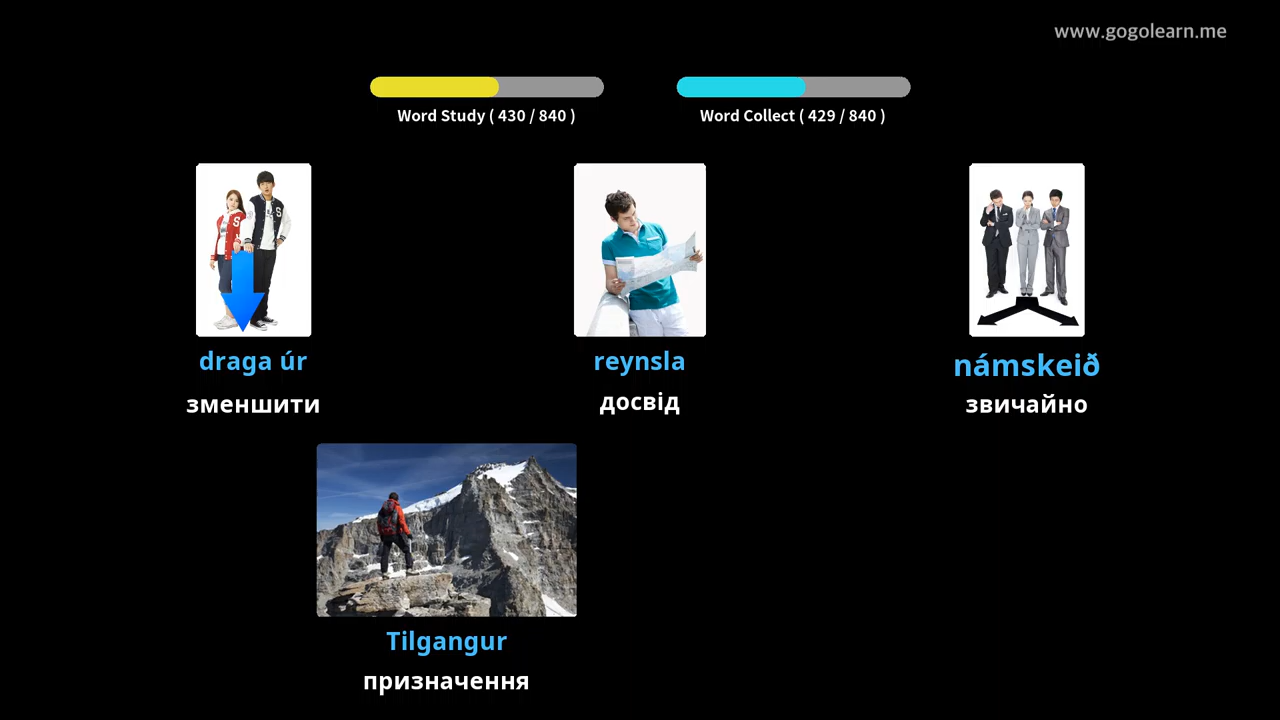 www.gogolearn.me
Word Study ( 430 / 840 )
Word Collect ( 429 / 840 )
draga úr
reynsla
námskeið
зменшити
досвід
звичайно
Tilgangur
призначення